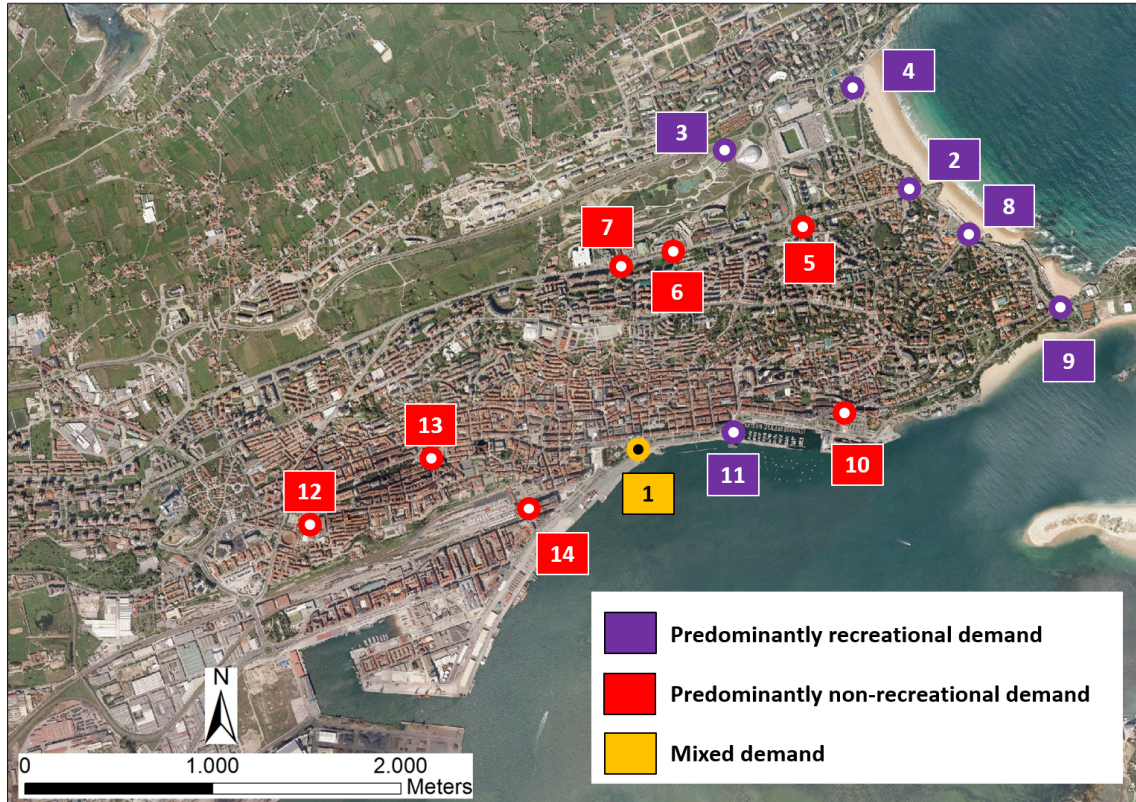 4
3
2
8
7
5
6
9
13
10
11
1
12
14
Predominantly recreational demand
Predominantly non-recreational demand
Mixed demand
N
0 1.000 2.000
Meters